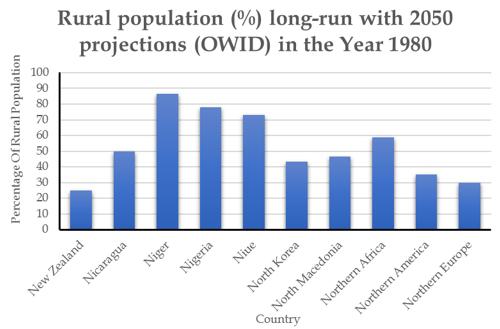 Rural population (%) long-run with 2050
projections (OWID) in the Year 1980
Percentage Of Rural Population
100
90
80
70
60
50
40
30
20
10
0
New Zealand
Nicaragua
Niger
Nigeria
Niue
North Korea
North Macedonia
Northern Africa
Northern America
Northern Europe
Country